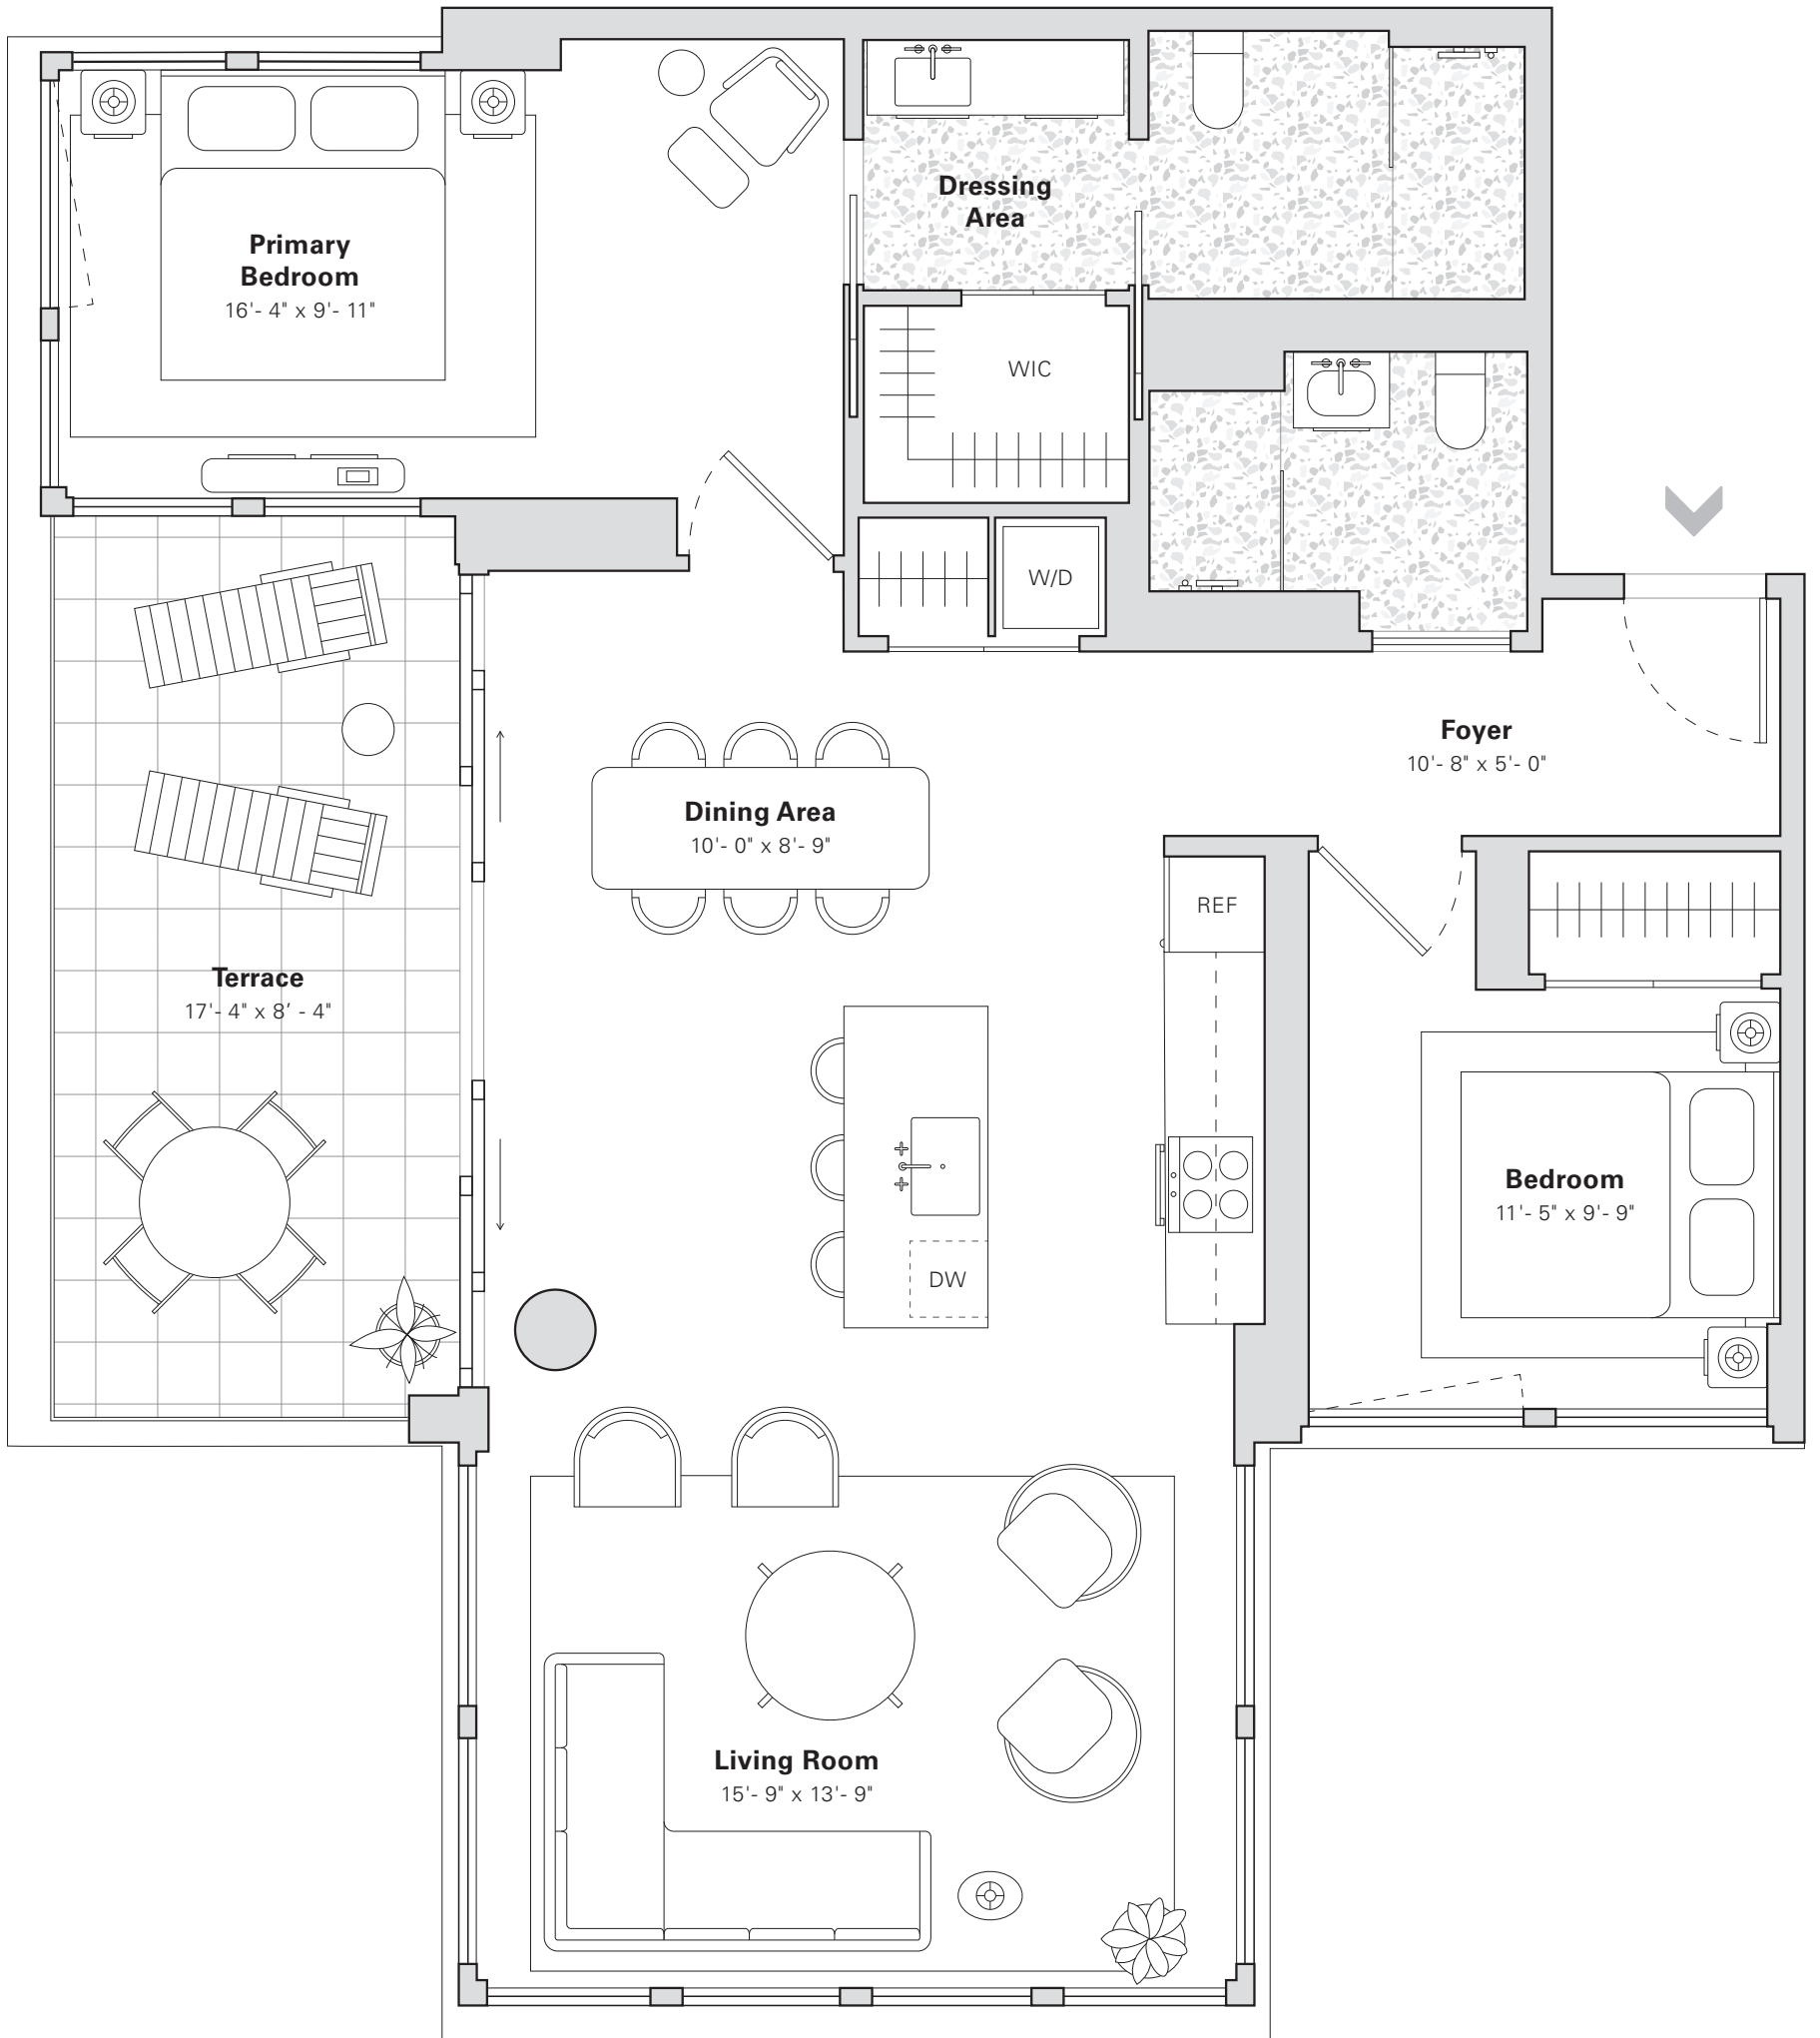 Dressing
Area
Primary
Bedroom
16'- 4" x 9'- 11"
WIC
W/D
Foyer
10'- 8" x 5'- 0"
Dining Area
10'- 0" x 8'- 9"
REF
Terrace
17'- 4" x 8’ - 4"
Bedroom
11'- 5" x 9'- 9"
DW
Living Room
15'- 9" x 13'- 9"